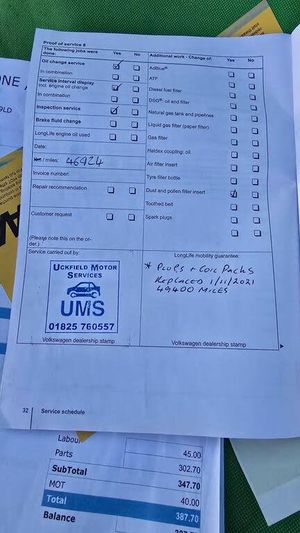 Proof of service 8
The following jobs were done: Yes No
Additional work - Change of: Yes No
Oil change service
In combination
Service interval display incl. engine oil change
In combination
Inspection service
Brake fluid change
LongLife engine oil used
Date:
km / miles: 46924
Invoice number:
Repair recommendation
Customer request
(Please note this on the order.)
AdBlue®
ATF
Diesel fuel filter
DSG®: oil and filter
Natural gas tank and pipelines
Liquid gas filter (paper filter)
Gas filter
Haldex coupling: oil
Air filter insert
Tyre filler bottle
Dust and pollen filter insert
Toothed belt
Spark plugs
Service carried out by:
UCKFIELD MOTOR
SERVICES
UMS
01825 760557
Volkswagen dealership stamp
LongLife mobility guarantee:
* PLUGS + COIL PACKS
REPLACED 1/11/2021
49400 MILES
Volkswagen dealership stamp
32 Service schedule
ONE
9LD
Labour
Parts 45.00
SubTotal 302.70
MOT 347.70
Total 40.00
Balance 387.70